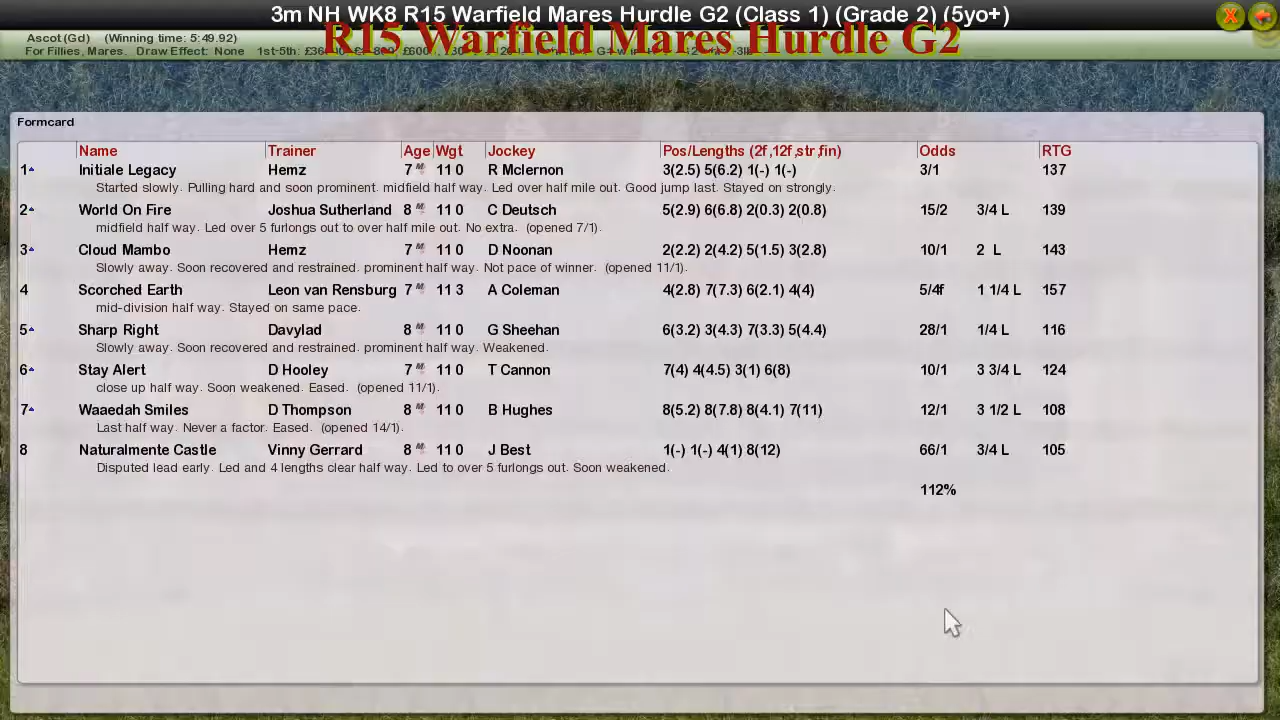 3m NH WK8 R15 Warfield Mares Hurdle G2 (Class 1) (Grade 2) (5yo+)
R15 Warfield Mares Hurdle G2
Ascot(Gd) (Winning time: 5:49.92)
For Fillies, Mares. Draw Effect: None 1st-5th:
Formcard
Name Trainer Age Wgt Jockey Pos/Lengths (2f,12f,str,fin) Odds RTG
1 Initiale Legacy Hemz 7 11 0 R Mclernon 3(2.5) 5(6.2) 1(-) 1(-) 3/1 137
Started slowly. Pulling hard and soon prominent. midfield half way. Led over half mile out. Good jump last. Stayed on strongly.
2 World On Fire Joshua Sutherland 8 11 0 C Deutsch 5(2.9) 6(6.8) 2(0.3) 2(0.8) 15/2 3/4 L 139
midfield half way. Led over 5 furlongs out to over half mile out. No extra. (opened 7/1).
3 Cloud Mambo Hemz 7 11 0 D Noonan 2(2.2) 2(4.2) 5(1.5) 3(2.8) 10/1 2 L 143
Slowly away. Soon recovered and restrained. prominent half way. Not pace of winner. (opened 11/1).
4 Scorched Earth Leon van Rensburg 7 11 3 A Coleman 4(2.8) 7(7.3) 6(2.1) 4(4) 5/4f 1 1/4 L 157
mid-division half way. Stayed on same pace.
5 Sharp Right Davylad 8 11 0 G Sheehan 6(3.2) 3(4.3) 7(3.3) 5(4.4) 28/1 1/4 L 116
Slowly away. Soon recovered and restrained. prominent half way. Weakened.
6 Stay Alert D Hooley 7 11 0 T Cannon 7(4) 4(4.5) 3(1) 6(8) 10/1 3 3/4 L 124
close up half way. Soon weakened. Eased. (opened 11/1).
7 Waaedah Smiles D Thompson 8 11 0 B Hughes 8(5.2) 8(7.8) 8(4.1) 7(11) 12/1 3 1/2 L 108
Last half way. Never a factor. Eased. (opened 14/1).
8 Naturalmente Castle Vinny Gerrard 8 11 0 J Best 1(-) 1(-) 4(1) 8(12) 66/1 3/4 L 105
Disputed lead early. Led and 4 lengths clear half way. Led to over 5 furlongs out. Soon weakened.
112%